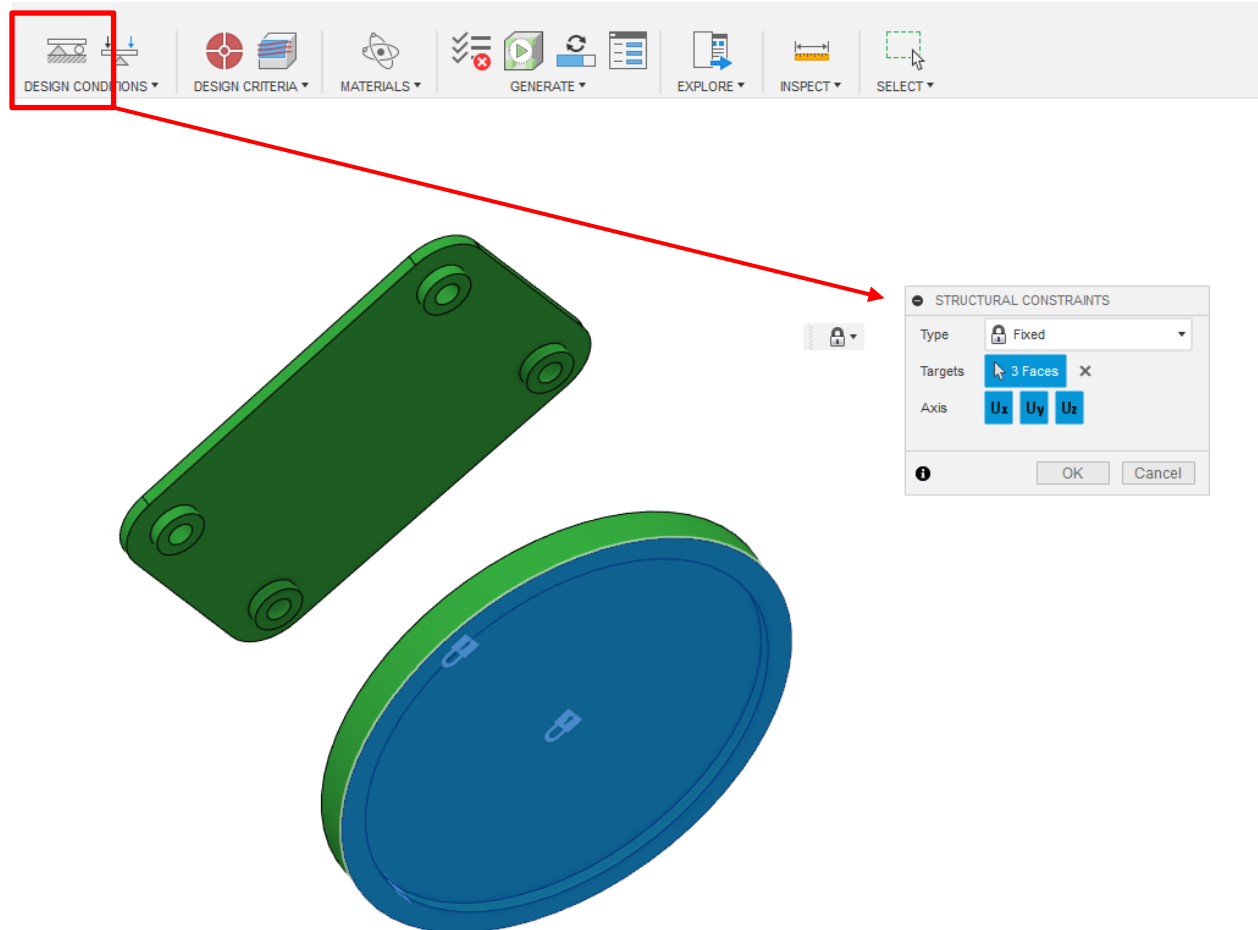 DESIGN CONDITIONS DESIGN CRITERIA MATERIALS GENERATE EXPLORE INSPECT SELECT
STRUCTURAL CONSTRAINTS
Type Fixed
Targets 3 Faces
Axis Ux Uy Uz
OK Cancel